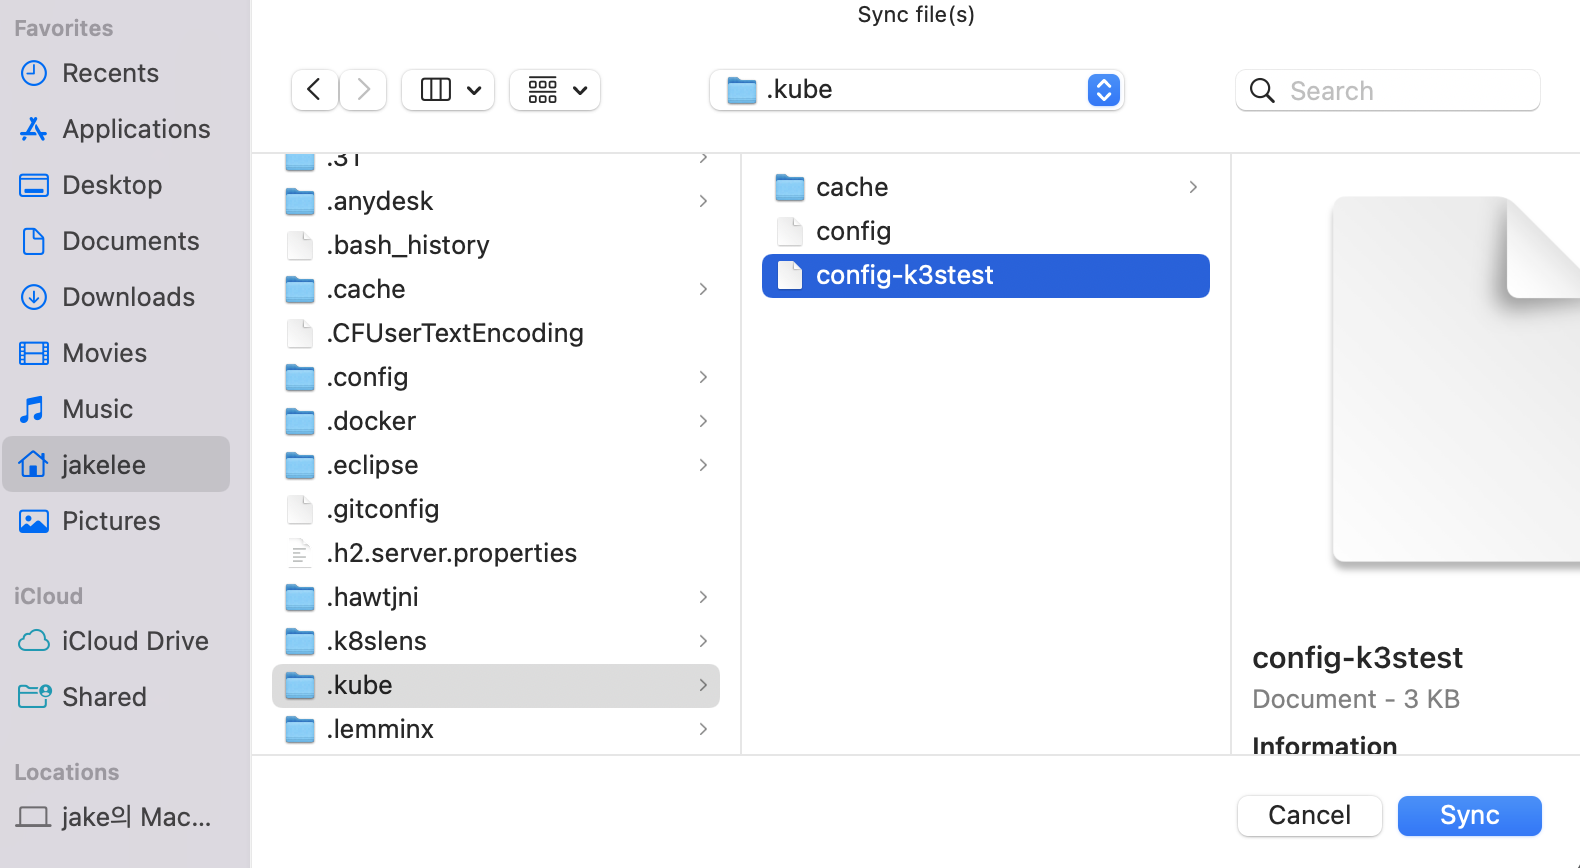 Sync file(s)
Favorites
Recents
Applications
Desktop
Documents
Downloads
Movies
Music
jakelee
Pictures
iCloud
iCloud Drive
Shared
Locations
jake의 Mac...
.kube
Search
.anydesk
.bash_history
.cache
.CFUserTextEncoding
.config
.docker
.eclipse
.gitconfig
.h2.server.properties
.hawtjni
.k8slens
.kube
.lemminx
cache
config
config-k3stest
config-k3stest
Document - 3 KB
Information
Cancel
Sync